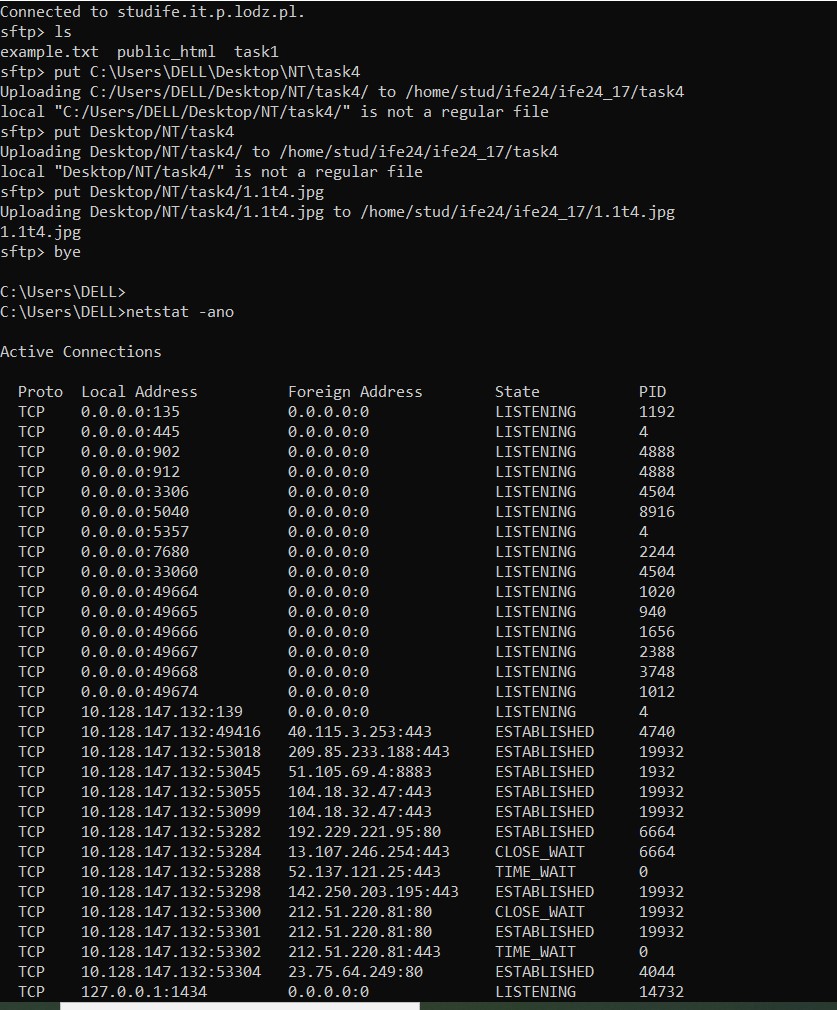 Connected to studife.it.p.lodz.pl.
sftp> ls
example.txt  public_html  task1
sftp> put C:\Users\DELL\Desktop\NT\task4
Uploading C:/Users/DELL/Desktop/NT/task4/ to /home/stud/ife24/ife24_17/task4
local "C:/Users/DELL/Desktop/NT/task4/" is not a regular file
sftp> put Desktop/NT/task4
Uploading Desktop/NT/task4/ to /home/stud/ife24/ife24_17/task4
local "Desktop/NT/task4/" is not a regular file
sftp> put Desktop/NT/task4/1.1t4.jpg
Uploading Desktop/NT/task4/1.1t4.jpg to /home/stud/ife24/ife24_17/1.1t4.jpg
1.1t4.jpg
sftp> bye
C:\Users\DELL>
C:\Users\DELL>netstat -ano
Active Connections
  Proto  Local Address          Foreign Address        State           PID
  TCP    0.0.0.0:135            0.0.0.0:0              LISTENING       1192
  TCP    0.0.0.0:445            0.0.0.0:0              LISTENING       4
  TCP    0.0.0.0:902            0.0.0.0:0              LISTENING       4888
  TCP    0.0.0.0:912            0.0.0.0:0              LISTENING       4888
  TCP    0.0.0.0:3306           0.0.0.0:0              LISTENING       4504
  TCP    0.0.0.0:5040           0.0.0.0:0              LISTENING       8916
  TCP    0.0.0.0:5357           0.0.0.0:0              LISTENING       4
  TCP    0.0.0.0:7680           0.0.0.0:0              LISTENING       2244
  TCP    0.0.0.0:33060          0.0.0.0:0              LISTENING       4504
  TCP    0.0.0.0:49664          0.0.0.0:0              LISTENING       1020
  TCP    0.0.0.0:49665          0.0.0.0:0              LISTENING       940
  TCP    0.0.0.0:49666          0.0.0.0:0              LISTENING       1656
  TCP    0.0.0.0:49667          0.0.0.0:0              LISTENING       2388
  TCP    0.0.0.0:49668          0.0.0.0:0              LISTENING       3748
  TCP    0.0.0.0:49674          0.0.0.0:0              LISTENING       1012
  TCP    10.128.147.132:139     0.0.0.0:0              LISTENING       4
  TCP    10.128.147.132:49416   40.115.3.253:443       ESTABLISHED     4740
  TCP    10.128.147.132:53018   209.85.233.188:443     ESTABLISHED     19932
  TCP    10.128.147.132:53045   51.105.69.4:8883       ESTABLISHED     1932
  TCP    10.128.147.132:53055   104.18.32.47:443       ESTABLISHED     19932
  TCP    10.128.147.132:53099   104.18.32.47:443       ESTABLISHED     19932
  TCP    10.128.147.132:53282   192.229.221.95:80      ESTABLISHED     6664
  TCP    10.128.147.132:53284   13.107.246.254:443     CLOSE_WAIT      6664
  TCP    10.128.147.132:53288   52.137.121.25:443      TIME_WAIT       0
  TCP    10.128.147.132:53298   142.250.203.195:443    ESTABLISHED     19932
  TCP    10.128.147.132:53300   212.51.220.81:80       CLOSE_WAIT      19932
  TCP    10.128.147.132:53301   212.51.220.81:80       ESTABLISHED     19932
  TCP    10.128.147.132:53302   212.51.220.81:443      TIME_WAIT       0
  TCP    10.128.147.132:53304   23.75.64.249:80        ESTABLISHED     4044
  TCP    127.0.0.1:1434         0.0.0.0:0              LISTENING       14732